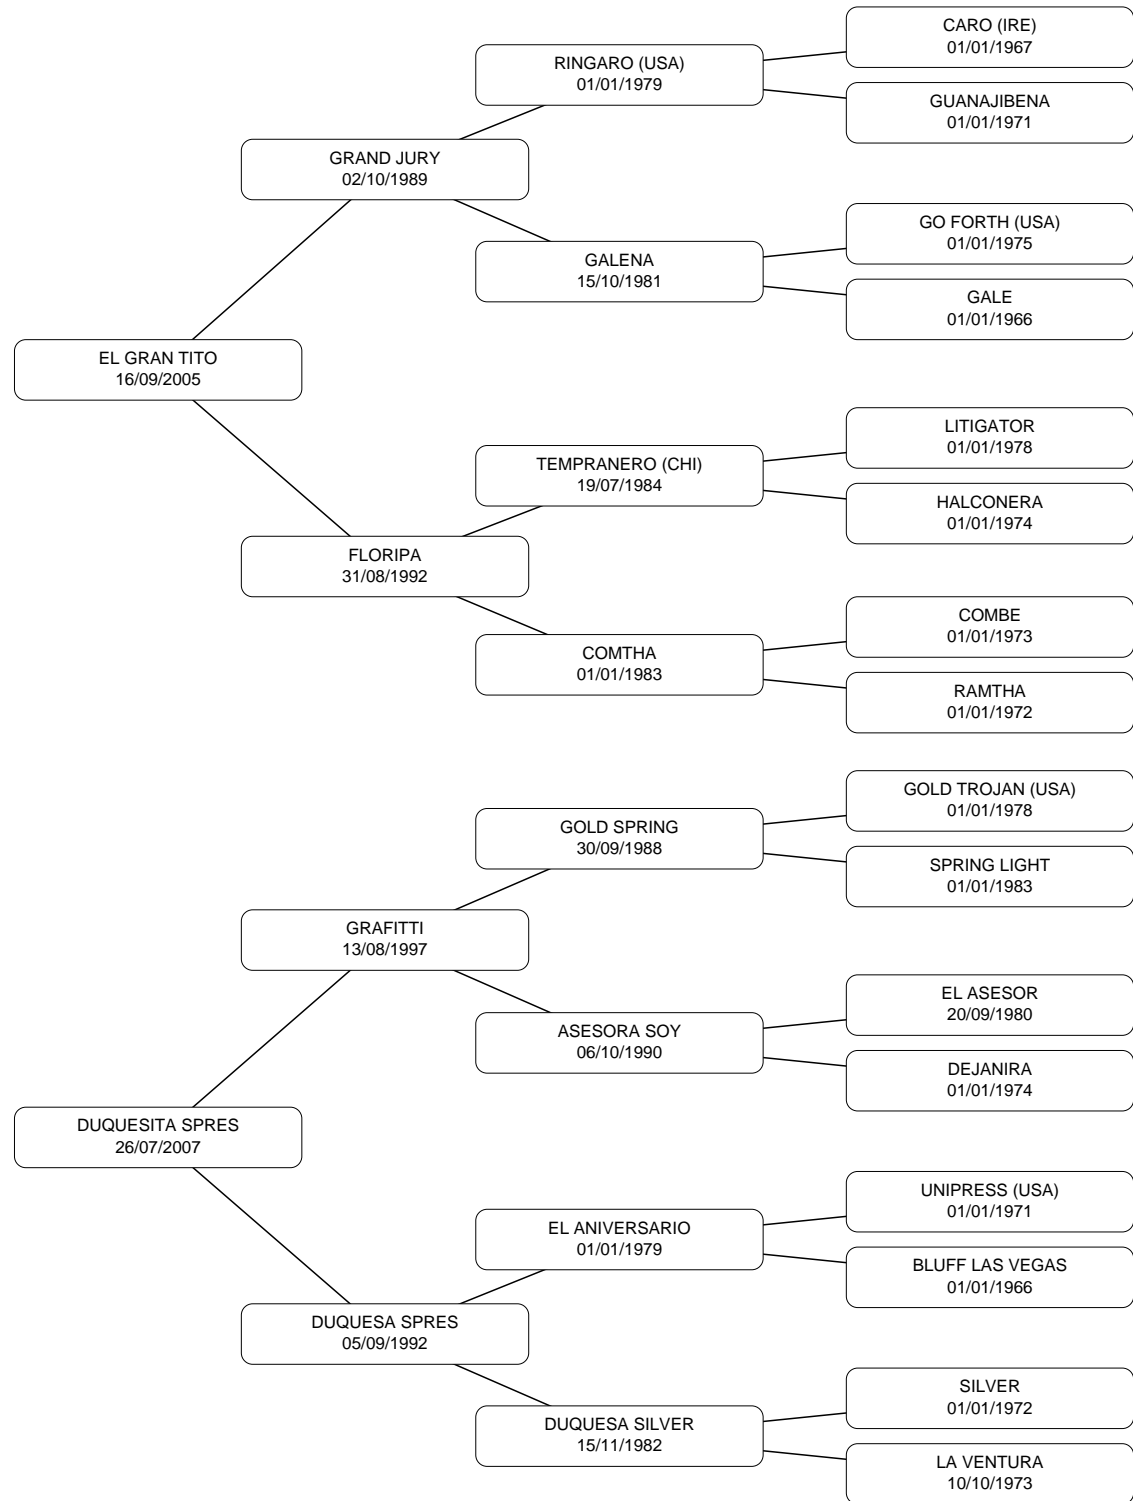 CARO (IRE)
01/01/1967
RINGARO (USA)
01/01/1979
GUANAJIBENA
01/01/1971
GRAND JURY
02/10/1989
GO FORTH (USA)
01/01/1975
GALENA
15/10/1981
GALE
01/01/1966
EL GRAN TITO
16/09/2005
LITIGATOR
01/01/1978
TEMPRANERO (CHI)
19/07/1984
HALCONERA
01/01/1974
FLORIPA
31/08/1992
COMBE
01/01/1973
COMTHA
01/01/1983
RAMTHA
01/01/1972
GOLD TROJAN (USA)
01/01/1978
GOLD SPRING
30/09/1988
SPRING LIGHT
01/01/1983
GRAFITTI
13/08/1997
EL ASESOR
20/09/1980
ASESORA SOY
06/10/1990
DEJANIRA
01/01/1974
DUQUESITA SPRES
26/07/2007
UNIPRESS (USA)
01/01/1971
EL ANIVERSARIO
01/01/1979
BLUFF LAS VEGAS
01/01/1966
DUQUESA SPRES
05/09/1992
SILVER
01/01/1972
DUQUESA SILVER
15/11/1982
LA VENTURA
10/10/1973